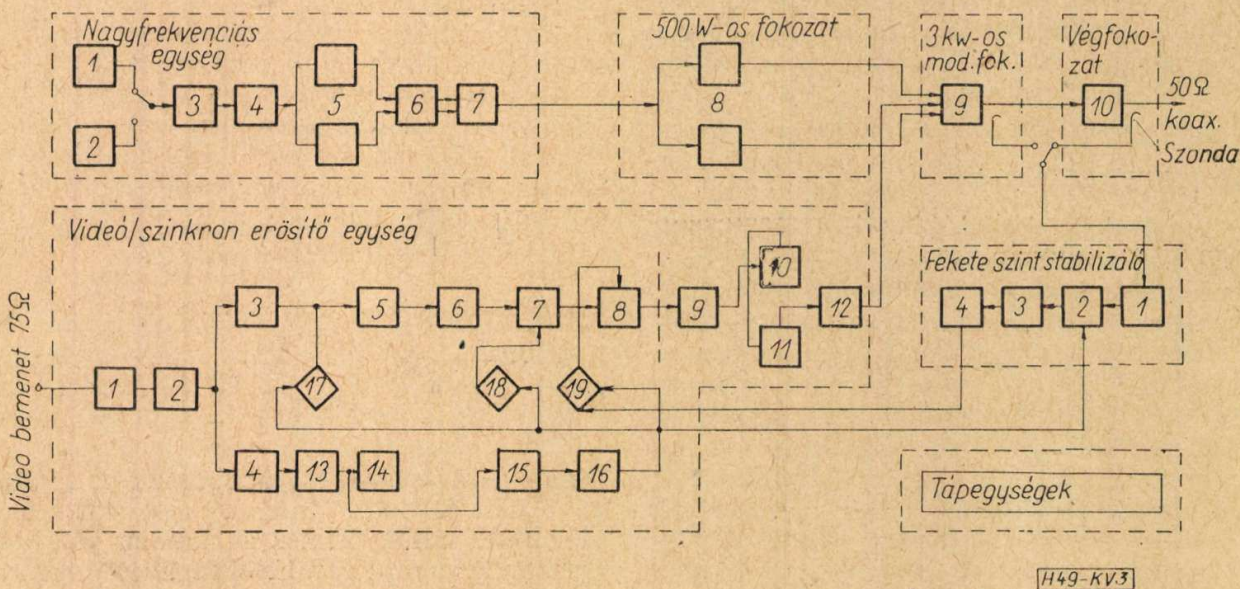 Nagyfrekvenciás
egység
1
2
3
4
5
6
7
500 W-os fokozat
8
3kw-os
mod.fok.
9
Végfoko-
zat
10
50Ω
koax.
Szonda
Videó/szinkron erösítő egység
Video bemenet 75Ω
1
2
3
5
6
7
8
9
10
11
12
17
18
19
4
13
14
15
16
Fekete szint stabilizáló
4
3
2
1
Tápegységek
H49-KV3